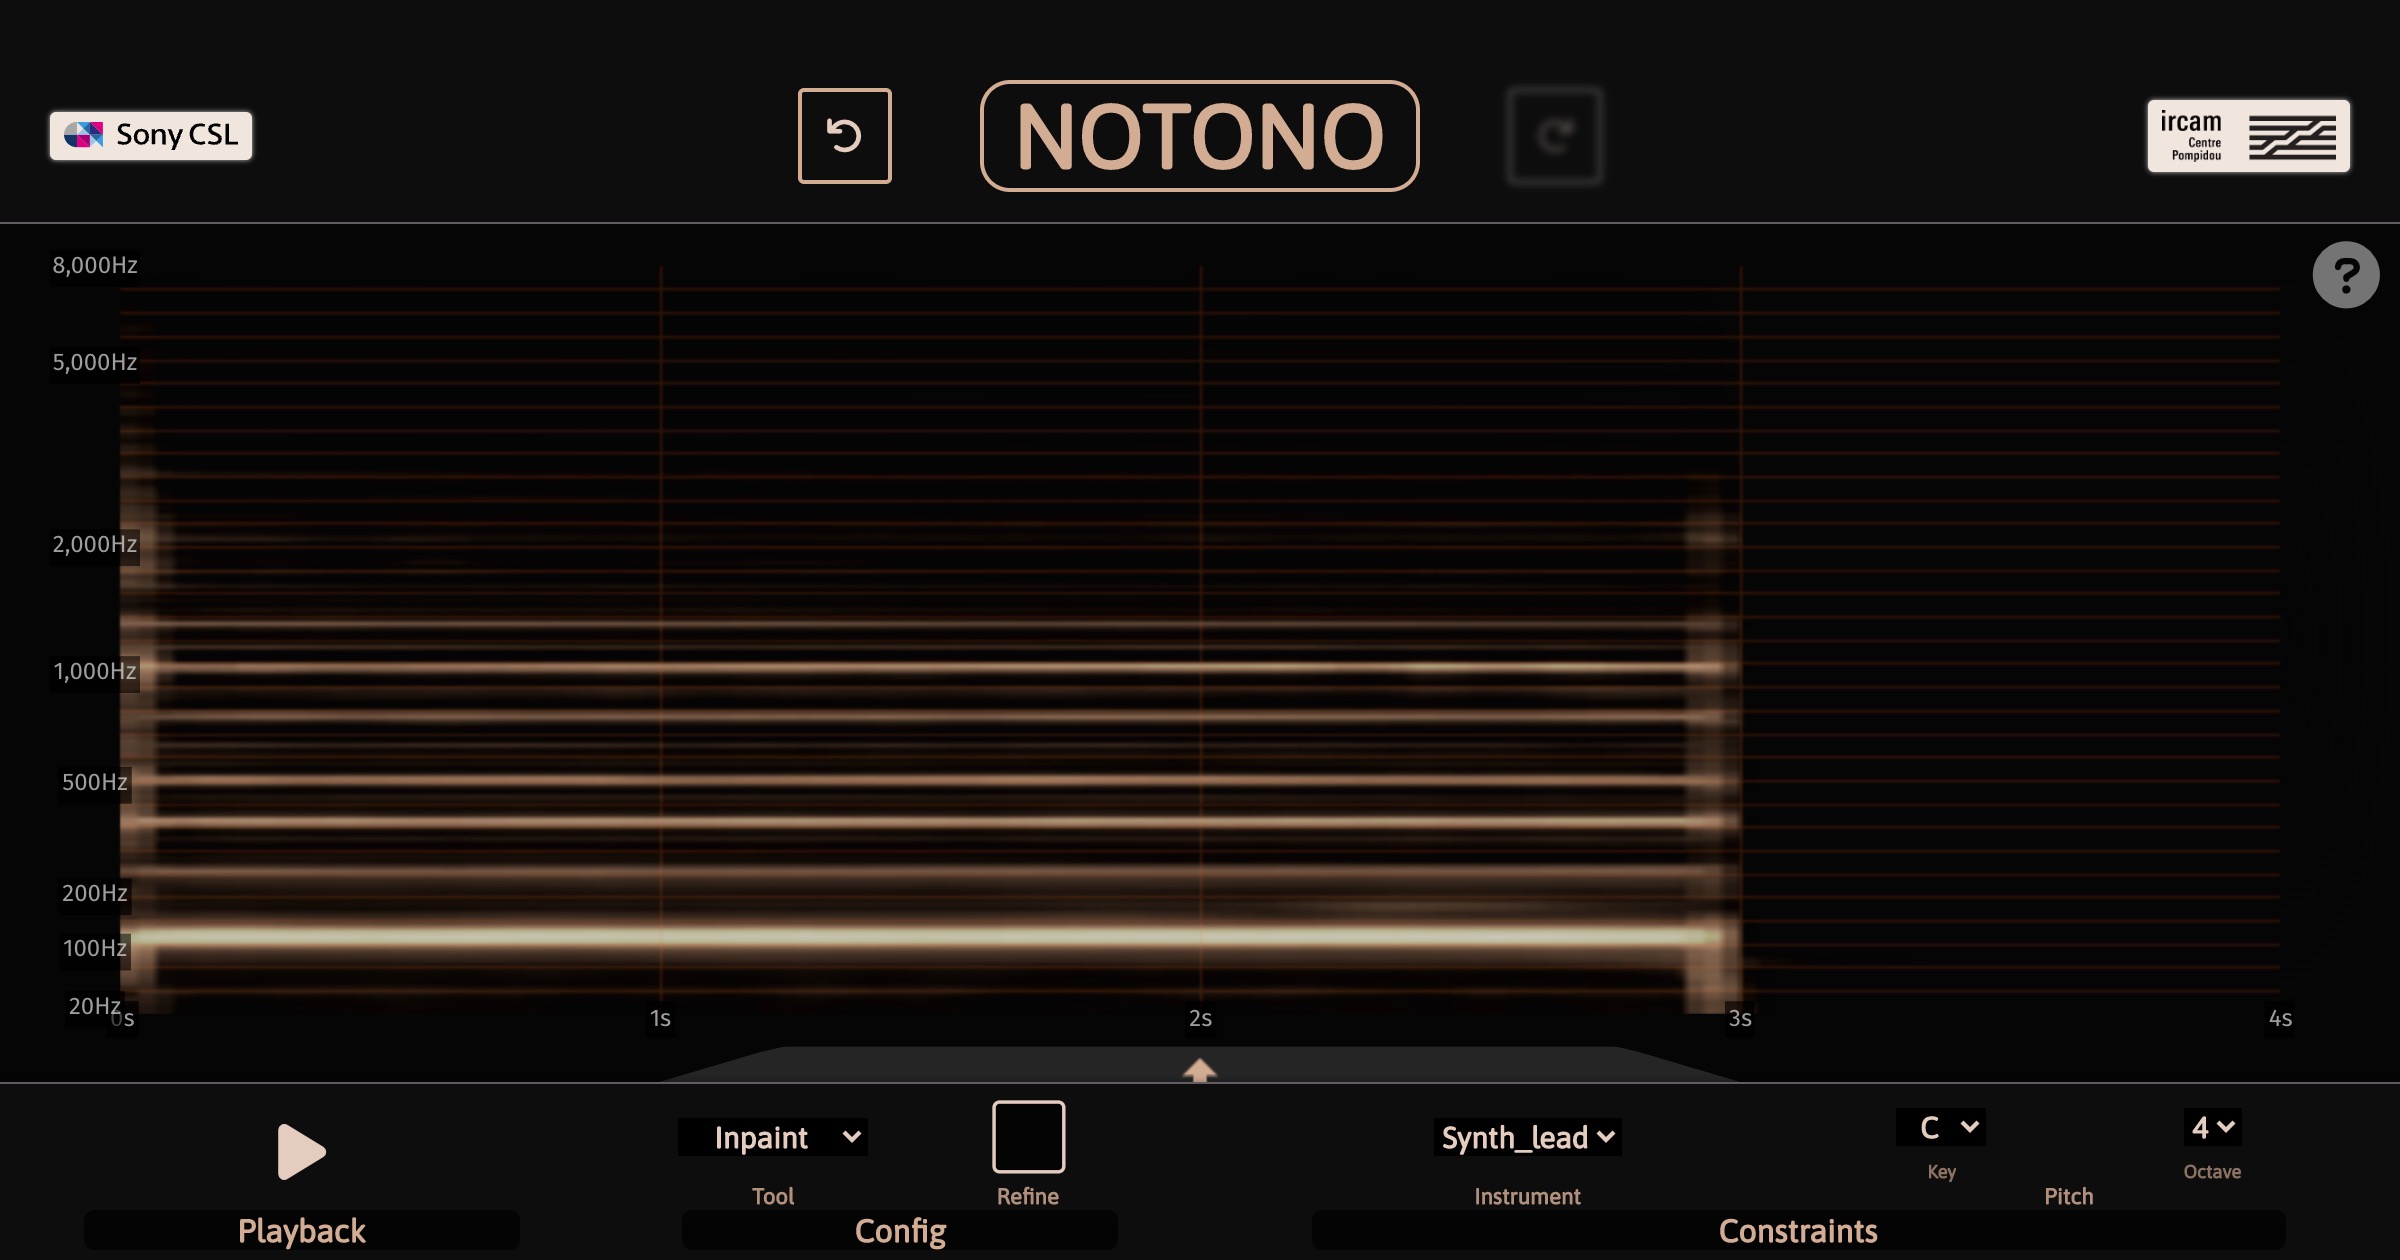 Sony CSL
NOTONO
ircam
Centre
Pompidou
8,000Hz
?
5,000Hz
2,000Hz
1,000Hz
500Hz
200Hz
100Hz
20Hz
0s 1s 2s 3s 4s
Inpaint
Tool
Refine
Synth_lead
Instrument
C
Key
4
Octave
Pitch
Playback
Config
Constraints